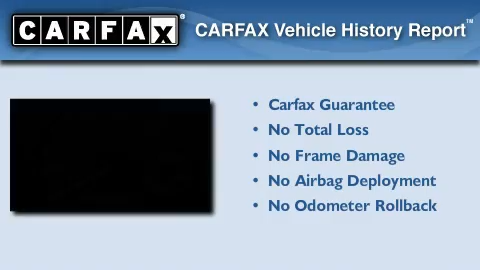 CARFAX® CARFAX Vehicle History Report™
• Carfax Guarantee
• No Total Loss
• No Frame Damage
• No Airbag Deployment
• No Odometer Rollback